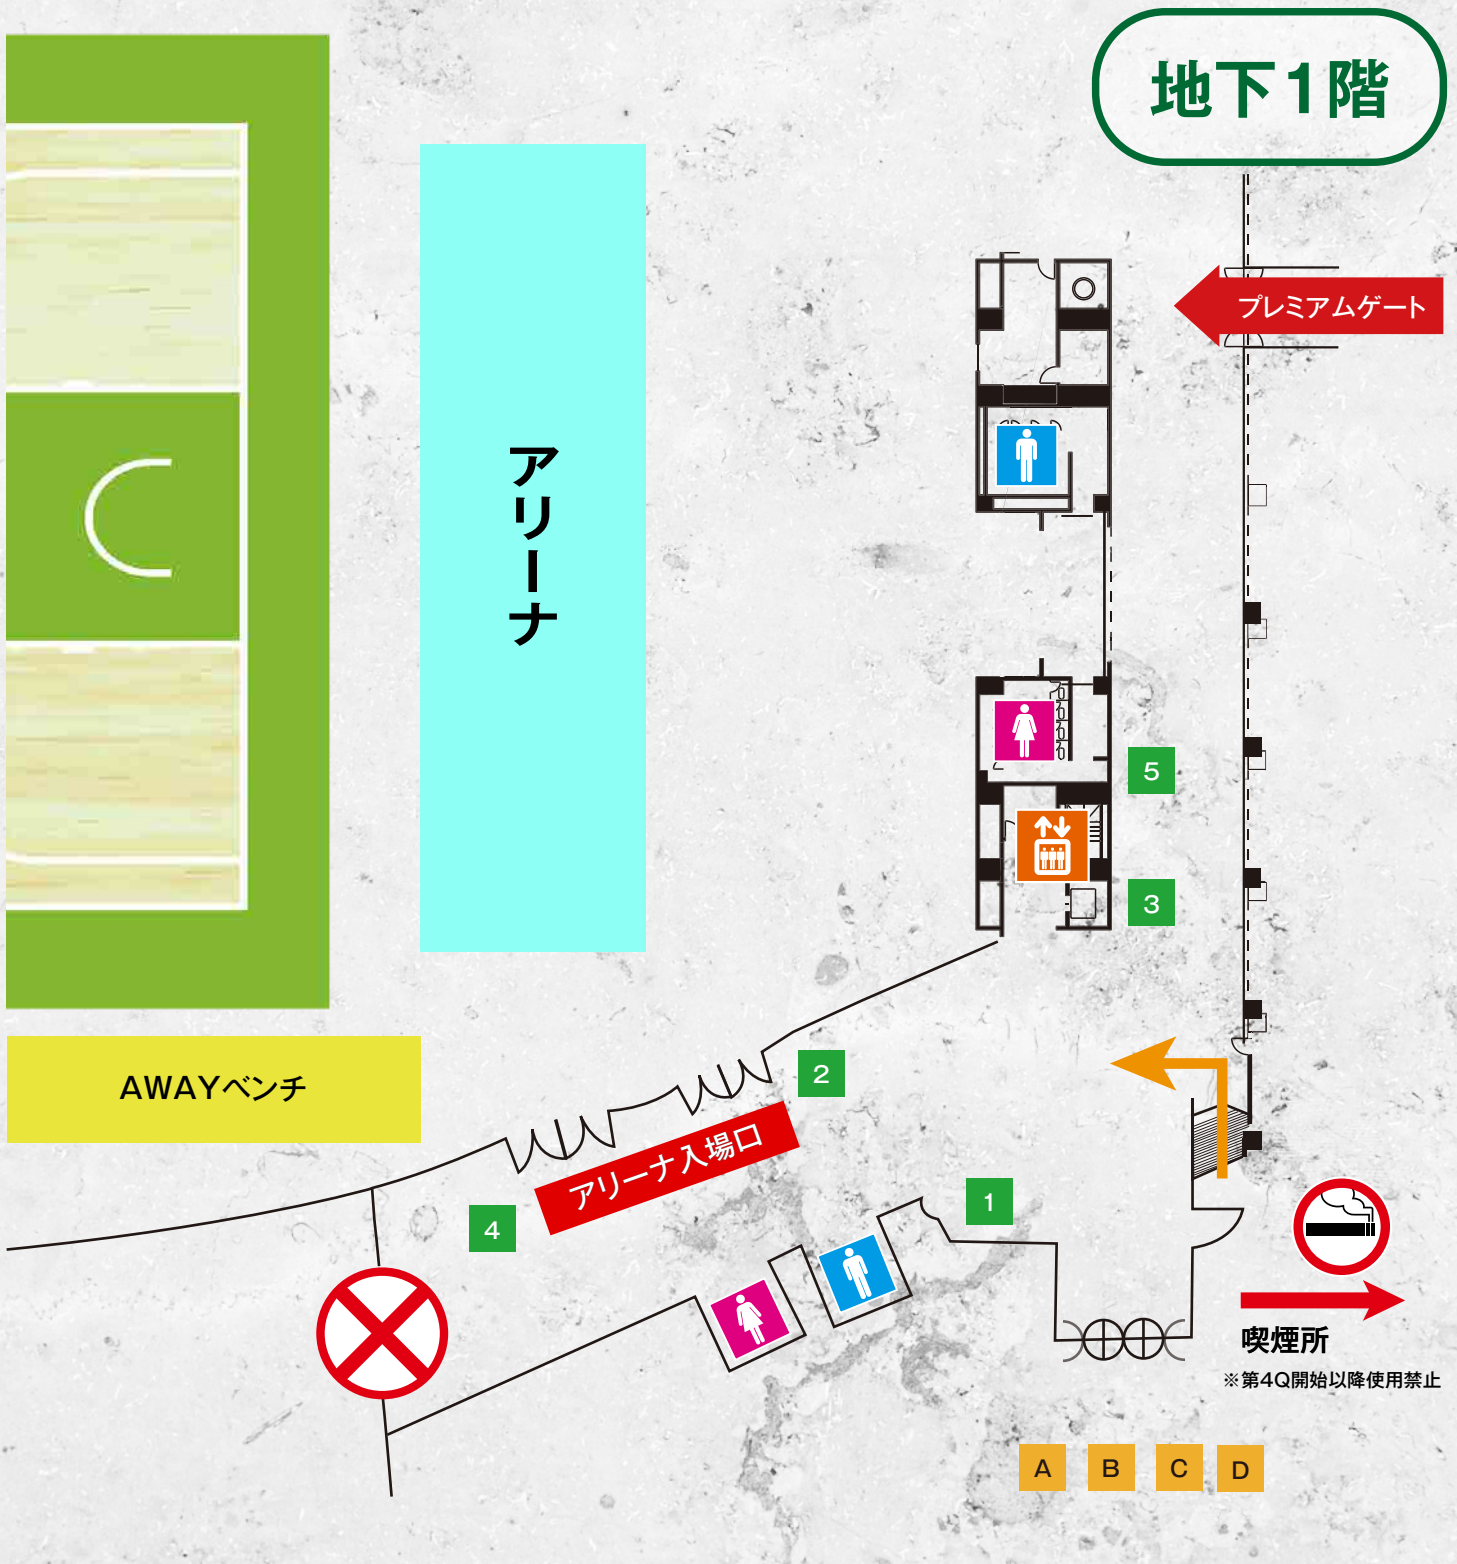 地下1階
プレミアムゲート
アリーナ
5
3
AWAYベンチ
2
アリーナ入場口
1
4
喫煙所
※第4Q開始以降使用禁止
A
B
C
D